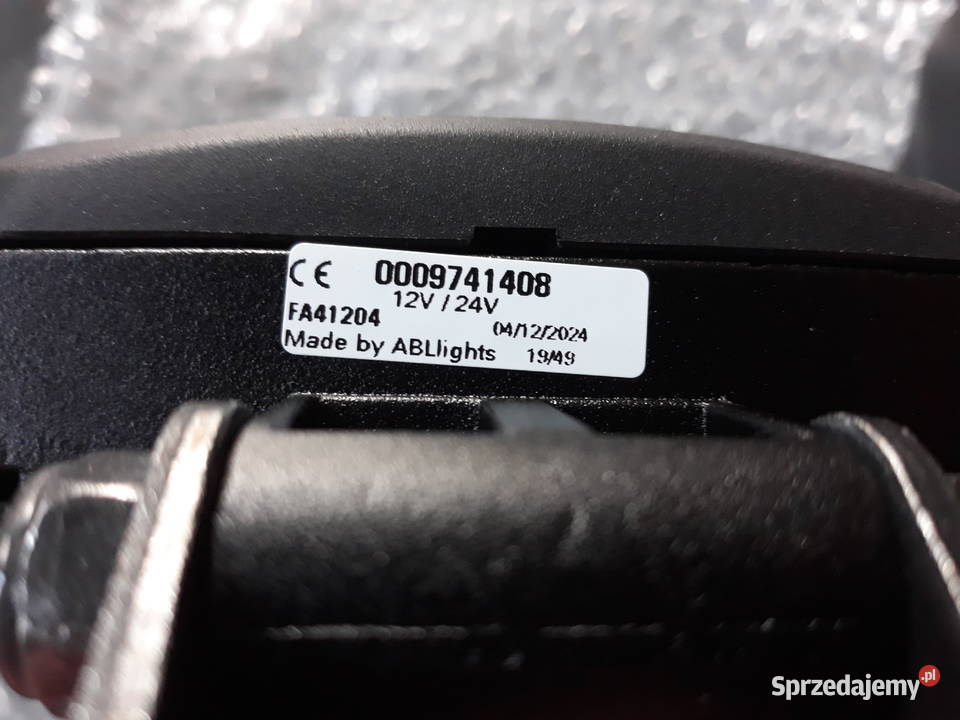 CE 0009741408
12V / 24V
FA41204 04/12/2024
Made by ABLlights 19/49
Sprzedajemy.pl